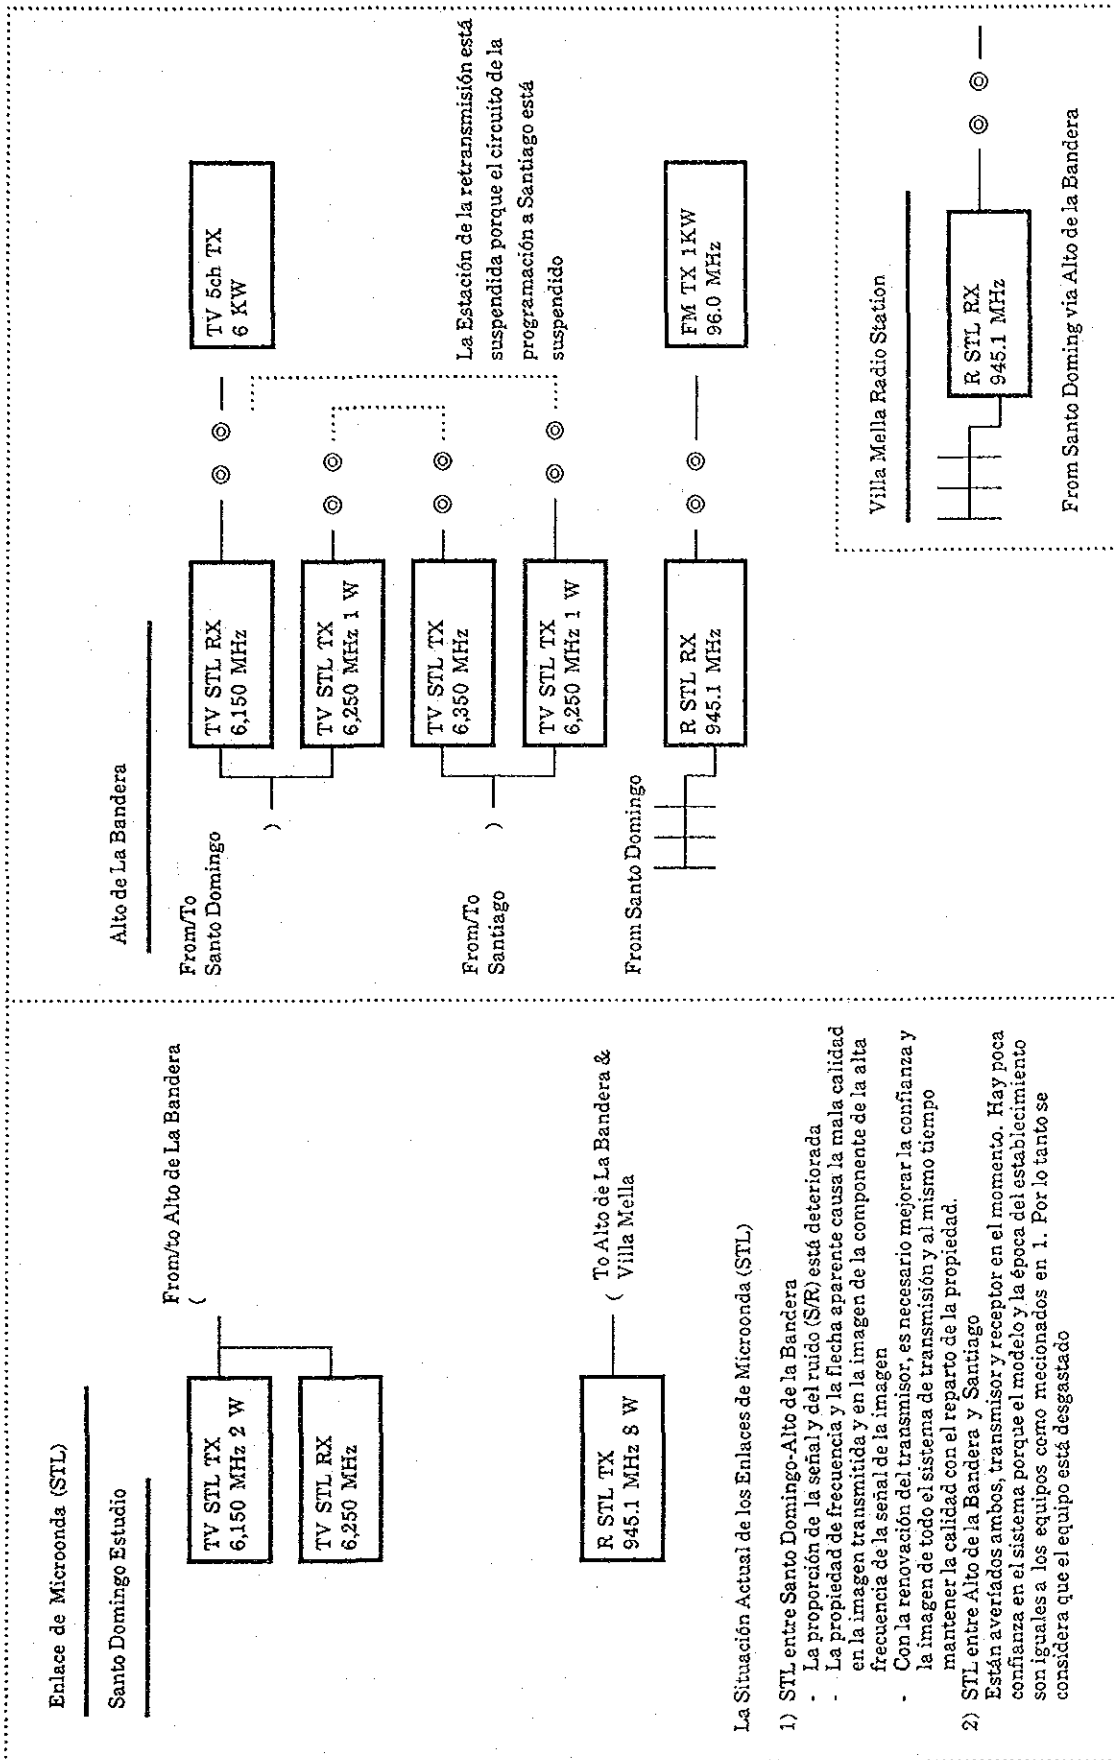 Enlace de Microonda (STL)
Santo Domingo Estudio
TV STL TX
6,150 MHz 2 W
TV STL RX
6,250 MHz
From/to Alto de La Bandera
R STL TX
945.1 MHz 8 W
To Alto de La Bandera &
Villa Mella
La Situación Actual de los Enlaces de Microonda (STL)
1) STL entre Santo Domingo-Alto de la Bandera
- La proporción de la señal y del ruido (S/R) está deteriorada
- La propiedad de frecuencia y la flecha aparente causa la mala calidad
en la imagen transmitida y en la imagen de la componente de la alta
frecuencia de la señal de la imagen
- Con la renovación del transmisor, es necesario mejorar la confianza y
la imagen de todo el sistema de transmisión y al mismo tiempo
mantener la calidad con el reparto de la propiedad.
2) STL entre Alto de la Bandera y Santiago
Están averíados ambos, transmisor y receptor en el momento. Hay poca
confianza en el sistema porque el modelo y la época del establecimiento
son iguales a los equipos como mecionados en 1. Por lo tanto se
considera que el equipo está desgastado
Alto de La Bandera
From/To
Santo Domingo
TV STL RX
6,150 MHz
TV STL TX
6,250 MHz 1 W
TV 5ch TX
6 KW
From/To
Santiago
TV STL TX
6,350 MHz
TV STL TX
6,250 MHz 1 W
La Estación de la retransmisión está
suspendida porque el circuito de la
programación a Santiago está
suspendido
From Santo Domingo
R STL RX
945.1 MHz
FM TX 1KW
96.0 MHz
Villa Mella Radio Station
R STL RX
945.1 MHz
From Santo Doming via Alto de la Bandera